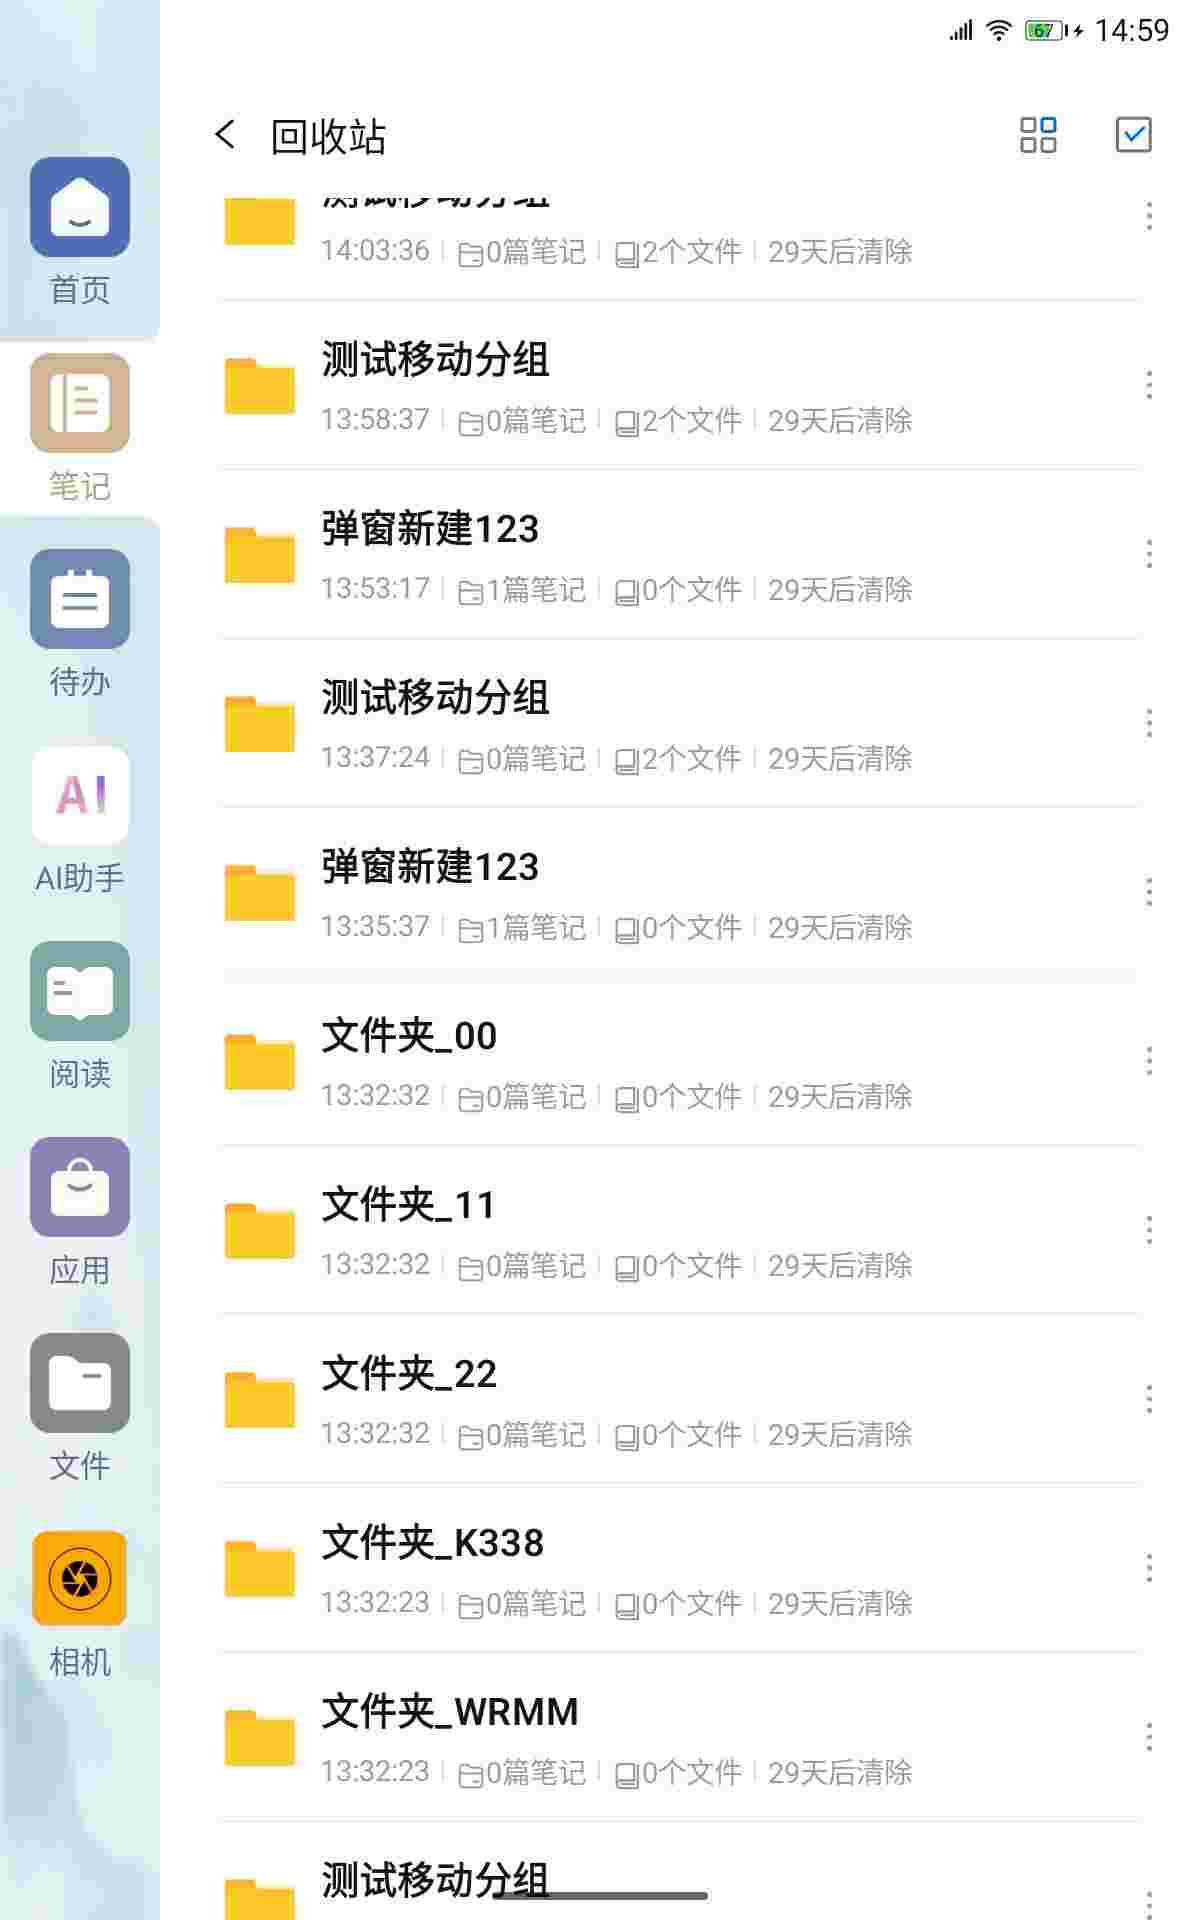 67 14:59
回收站
首页
笔记
待办
AI
AI助手
阅读
应用
文件
相机
测试移动分组
14:03:36 0篇笔记 2个文件 29天后清除
测试移动分组
13:58:37 0篇笔记 2个文件 29天后清除
弹窗新建123
13:53:17 1篇笔记 0个文件 29天后清除
测试移动分组
13:37:24 0篇笔记 2个文件 29天后清除
弹窗新建123
13:35:37 1篇笔记 0个文件 29天后清除
文件夹_00
13:32:32 0篇笔记 0个文件 29天后清除
文件夹_11
13:32:32 0篇笔记 0个文件 29天后清除
文件夹_22
13:32:32 0篇笔记 0个文件 29天后清除
文件夹_K338
13:32:23 0篇笔记 0个文件 29天后清除
文件夹_WRMM
13:32:23 0篇笔记 0个文件 29天后清除
测试移动分组